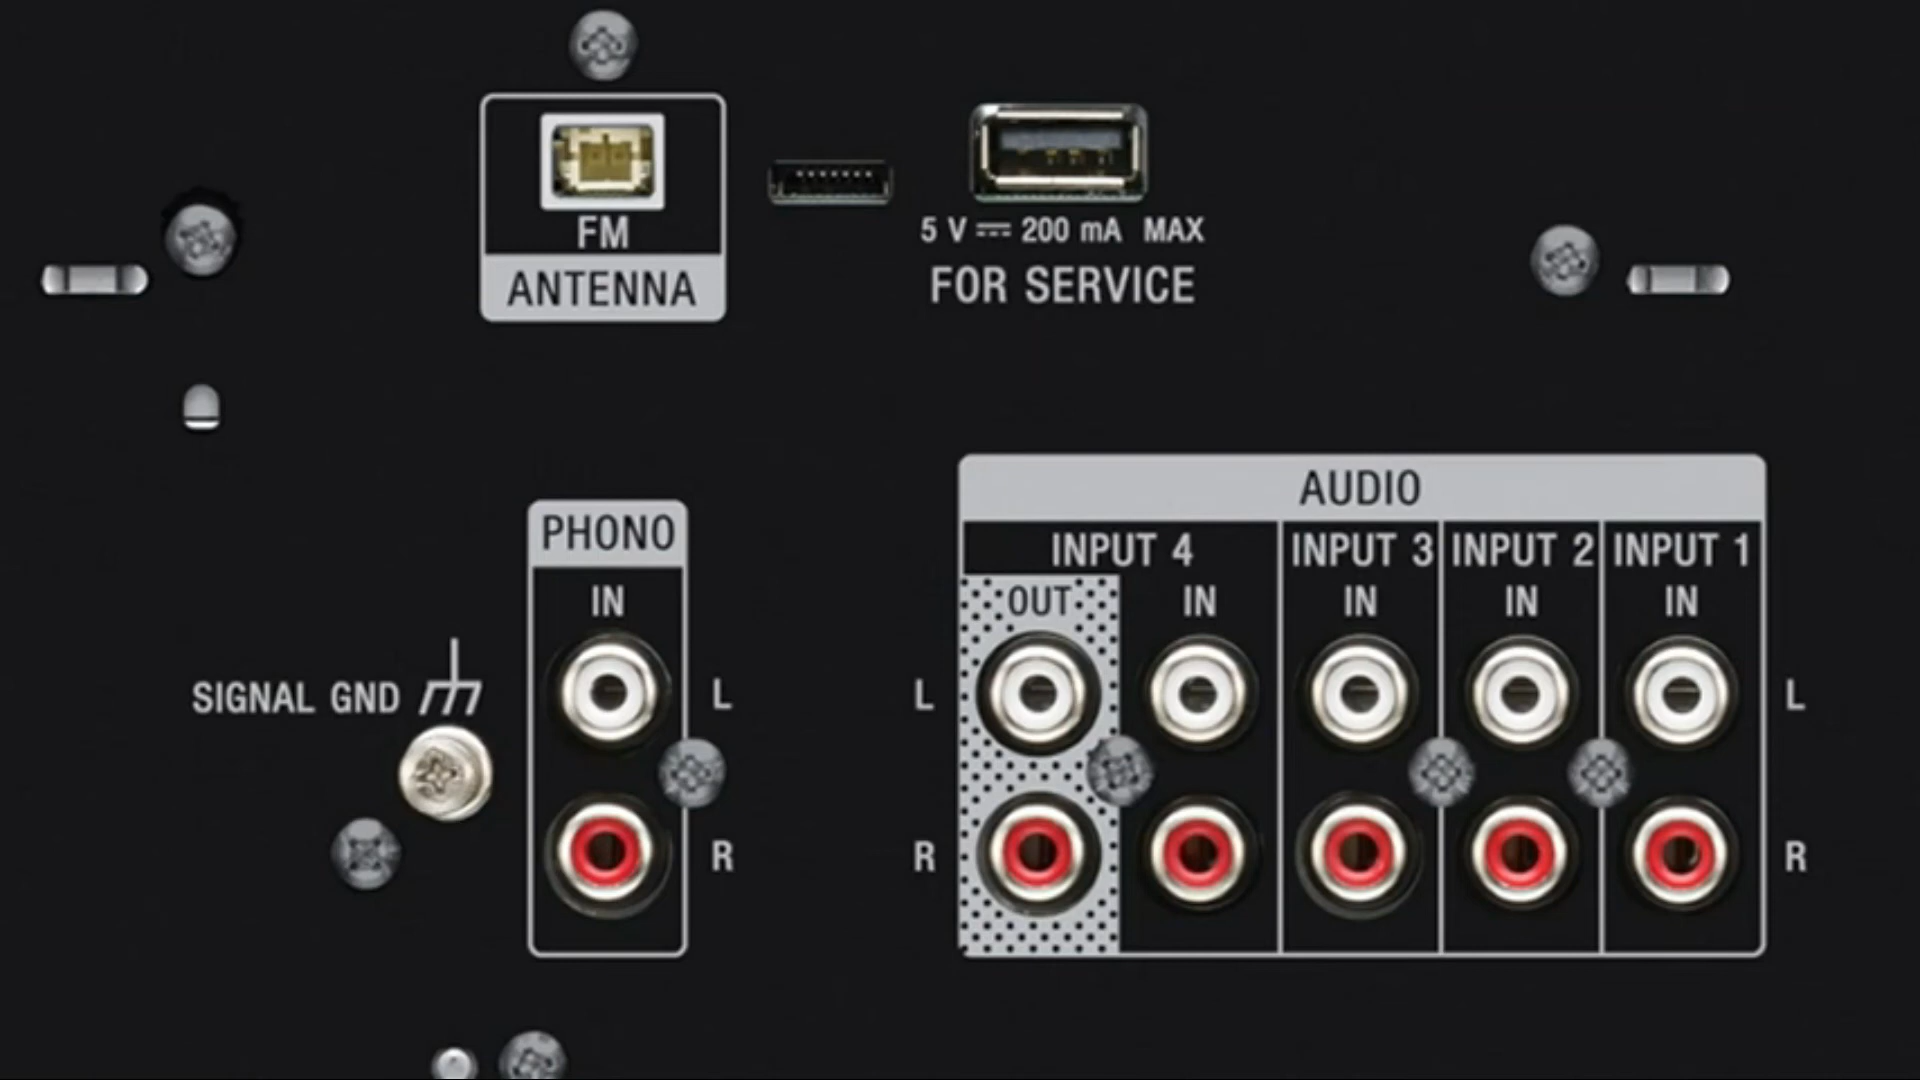 FM
ANTENNA
5 V ⎓ 200 mA MAX
FOR SERVICE
PHONO
IN
SIGNAL GND
L
R
AUDIO
INPUT 4 INPUT 3 INPUT 2 INPUT 1
OUT IN IN IN IN
L L
R R